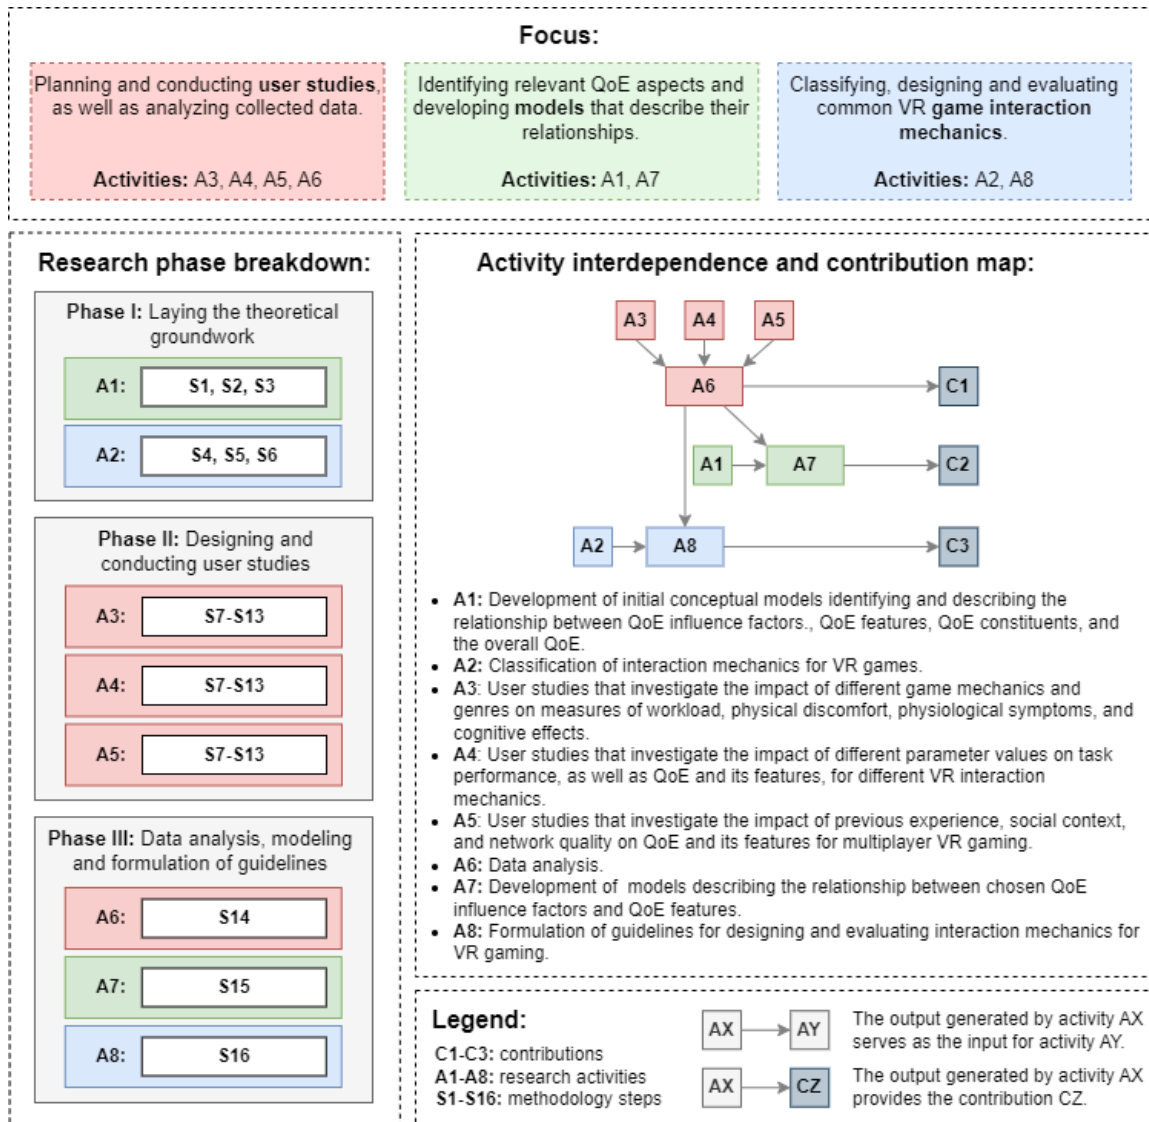 Focus:
Planning and conducting user studies,
as well as analyzing collected data.
Activities: A3, A4, A5, A6
Identifying relevant QoE aspects and
developing models that describe their
relationships.
Activities: A1, A7
Classifying, designing and evaluating
common VR game interaction
mechanics.
Activities: A2, A8
Research phase breakdown:
Phase I: Laying the theoretical
groundwork
A1: S1, S2, S3
A2: S4, S5, S6
Phase II: Designing and
conducting user studies
A3: S7-S13
A4: S7-S13
A5: S7-S13
Phase III: Data analysis, modeling
and formulation of guidelines
A6: S14
A7: S15
A8: S16
Activity interdependence and contribution map:
A3 A4 A5
A6 C1
A1 A7 C2
A2 A8 C3
• A1: Development of initial conceptual models identifying and describing the
relationship between QoE influence factors., QoE features, QoE constituents, and
the overall QoE.
• A2: Classification of interaction mechanics for VR games.
• A3: User studies that investigate the impact of different game mechanics and
genres on measures of workload, physical discomfort, physiological symptoms, and
cognitive effects.
• A4: User studies that investigate the impact of different parameter values on task
performance, as well as QoE and its features, for different VR interaction
mechanics.
• A5: User studies that investigate the impact of previous experience, social context,
and network quality on QoE and its features for multiplayer VR gaming.
• A6: Data analysis.
• A7: Development of models describing the relationship between chosen QoE
influence factors and QoE features.
• A8: Formulation of guidelines for designing and evaluating interaction mechanics for
VR gaming.
Legend:
C1-C3: contributions
A1-A8: research activities
S1-S16: methodology steps
AX AY
The output generated by activity AX
serves as the input for activity AY.
AX CZ
The output generated by activity AX
provides the contribution CZ.